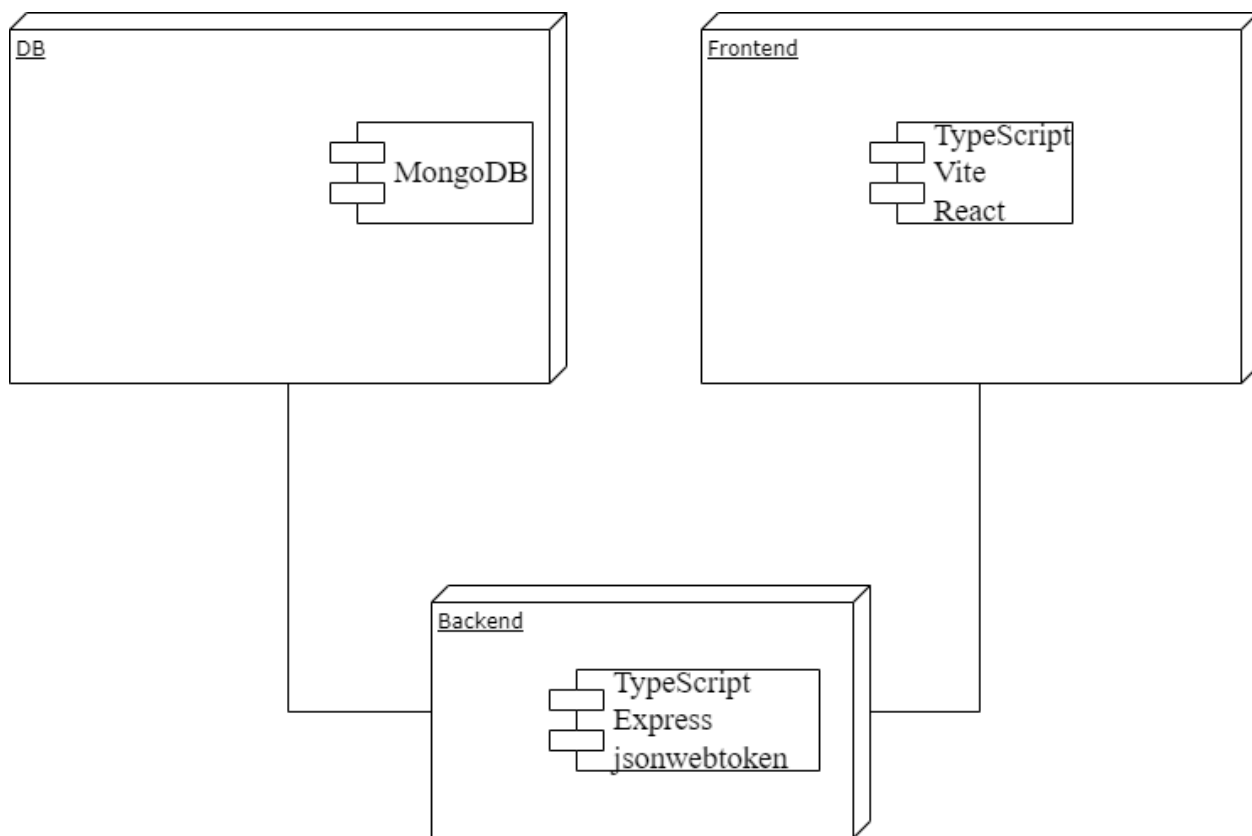 DB
MongoDB
Frontend
TypeScript
Vite
React
Backend
TypeScript
Express
jsonwebtoken